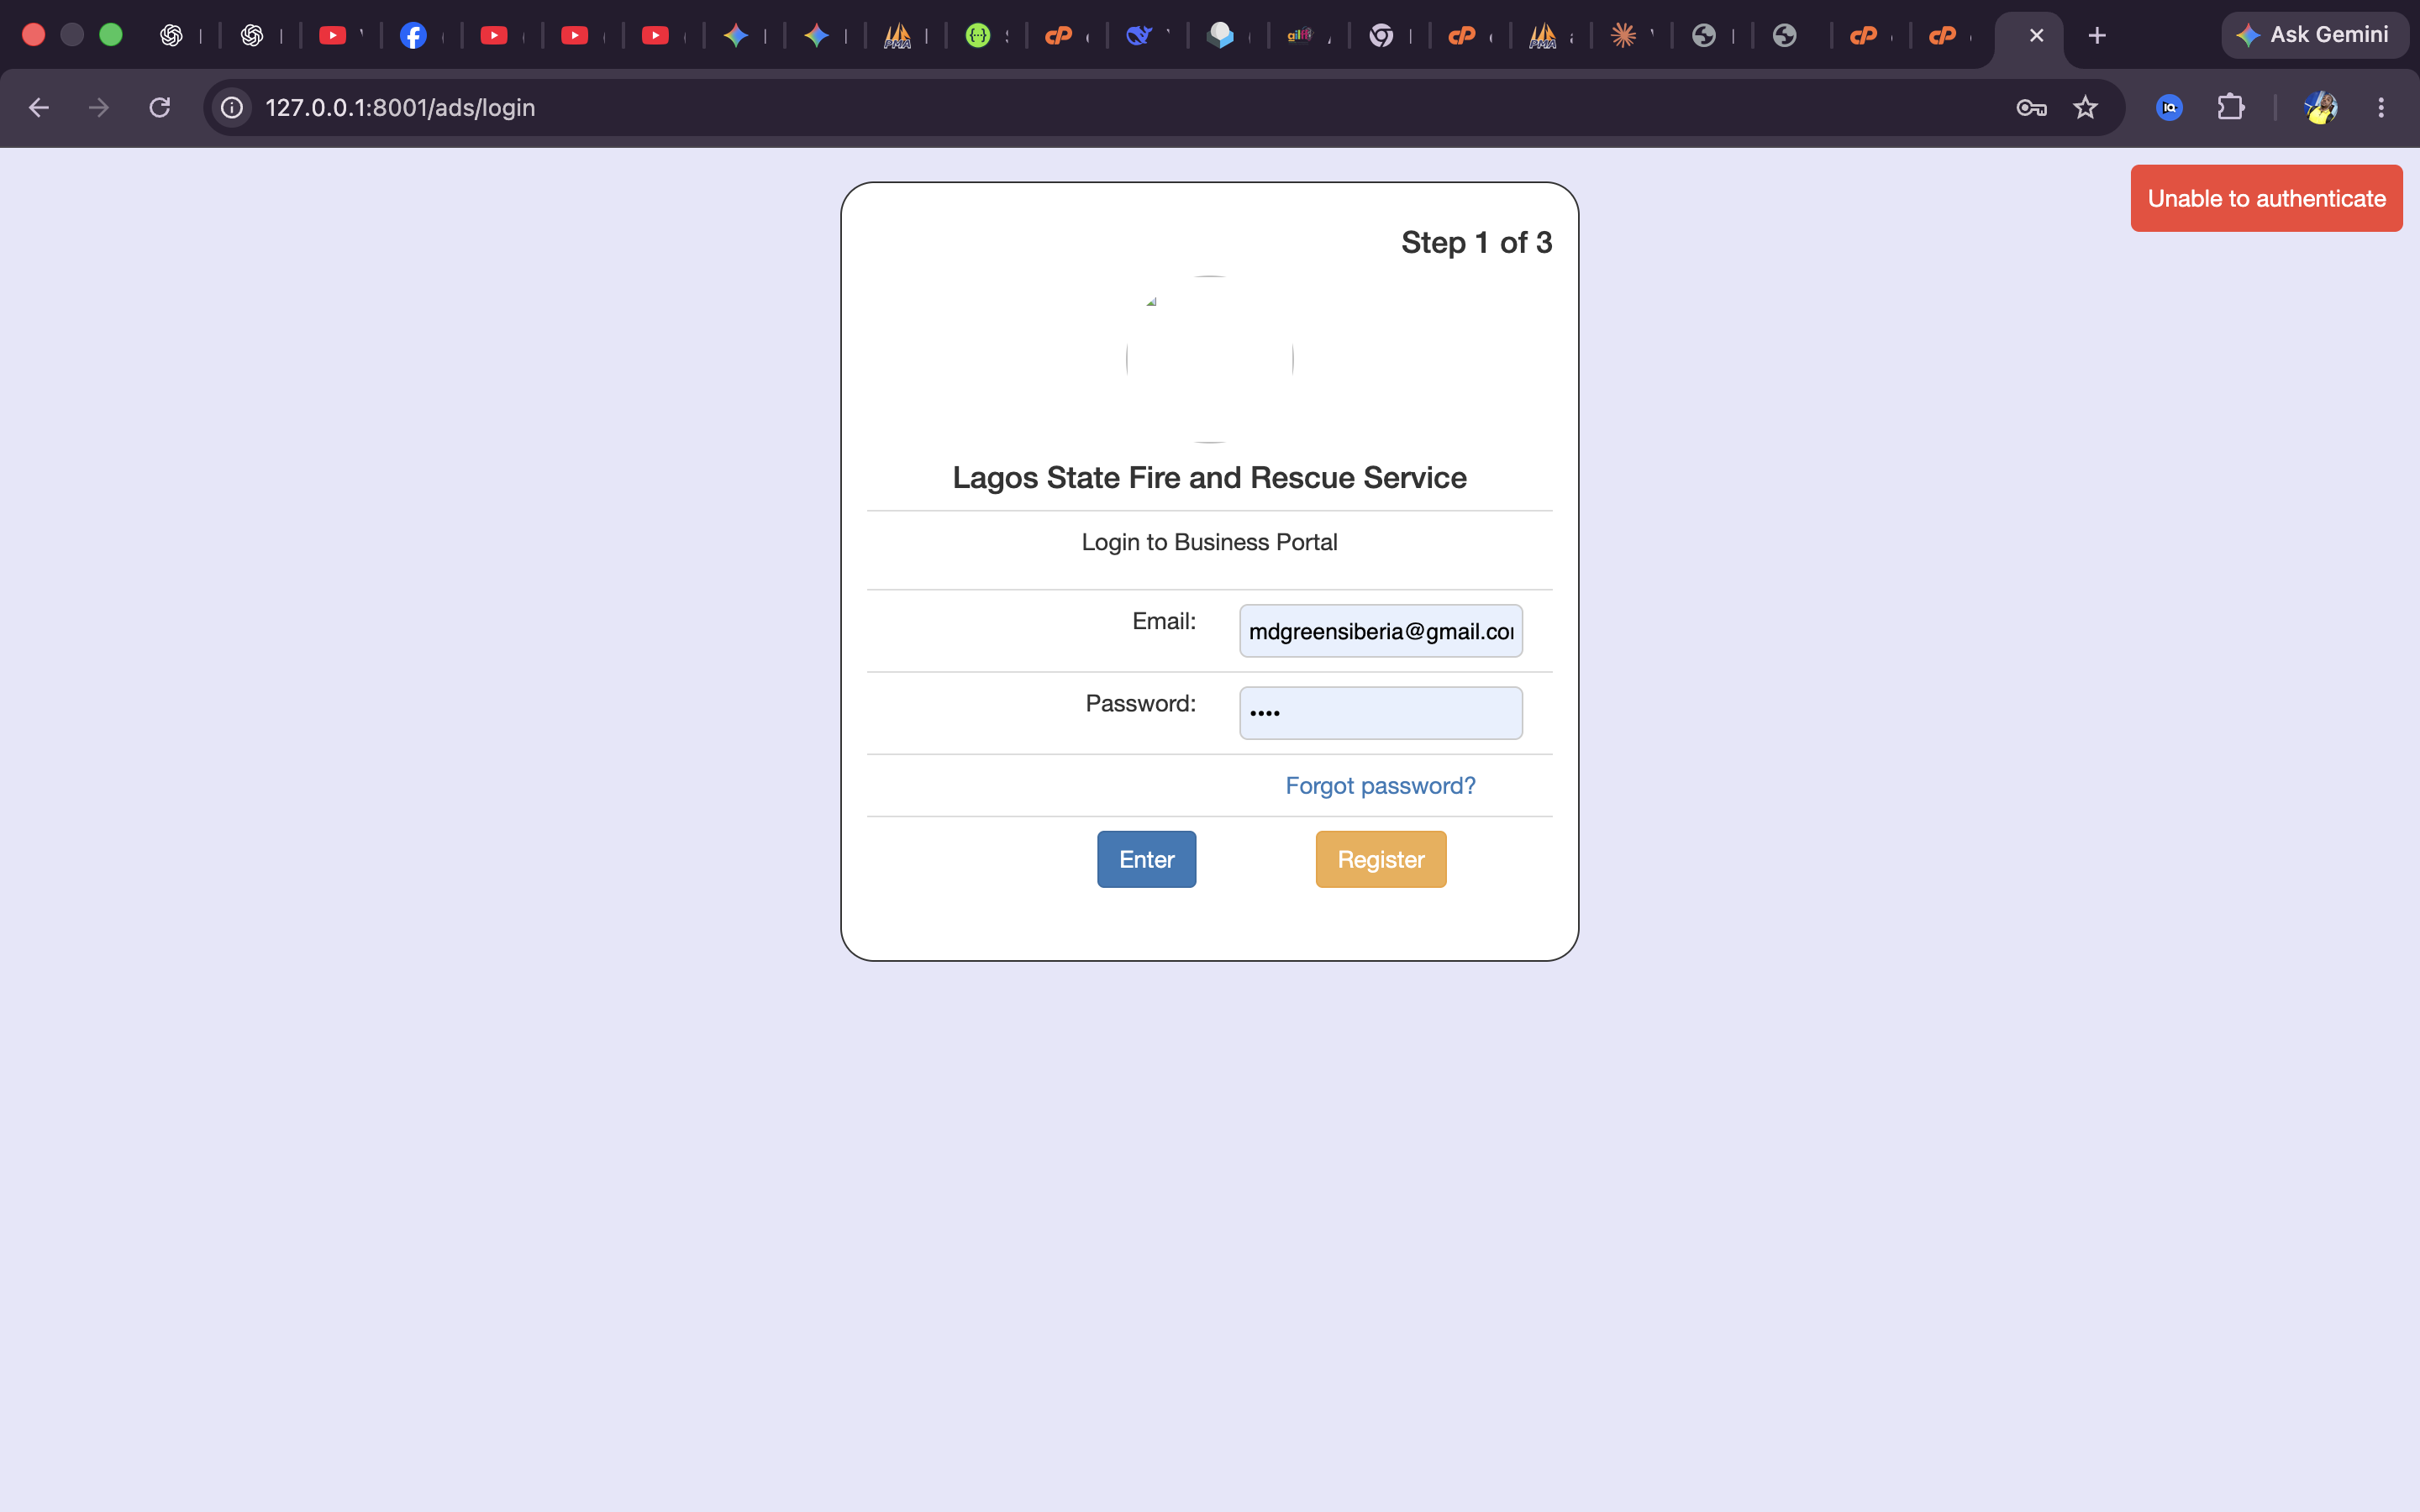 Ask Gemini
127.0.0.1:8001/ads/login
Unable to authenticate
Step 1 of 3
Lagos State Fire and Rescue Service
Login to Business Portal
Email:
mdgreensiberia@gmail.co
Password:
Forgot password?
Enter
Register